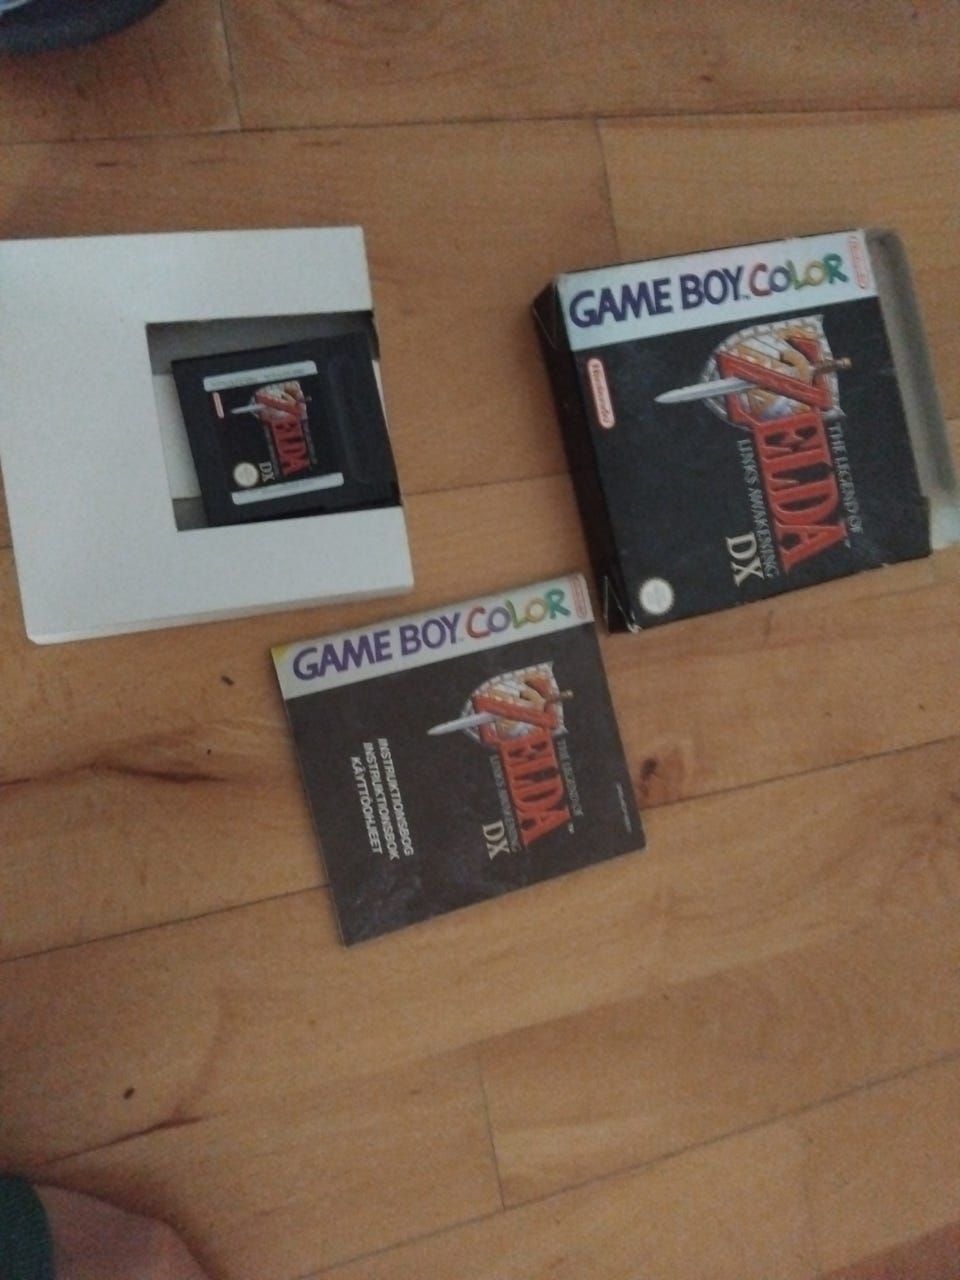 GAME BOY COLOR
Nintendo
THE LEGEND OF
ZELDA
LINK'S AWAKENING
DX
ZELDA
DX
GAME BOY COLOR
THE LEGEND OF
ZELDA
LINK'S AWAKENING
DX
INSTRUKTIONSBOG
INSTRUKTIONSBOK
KÄYTTÖOHJEET